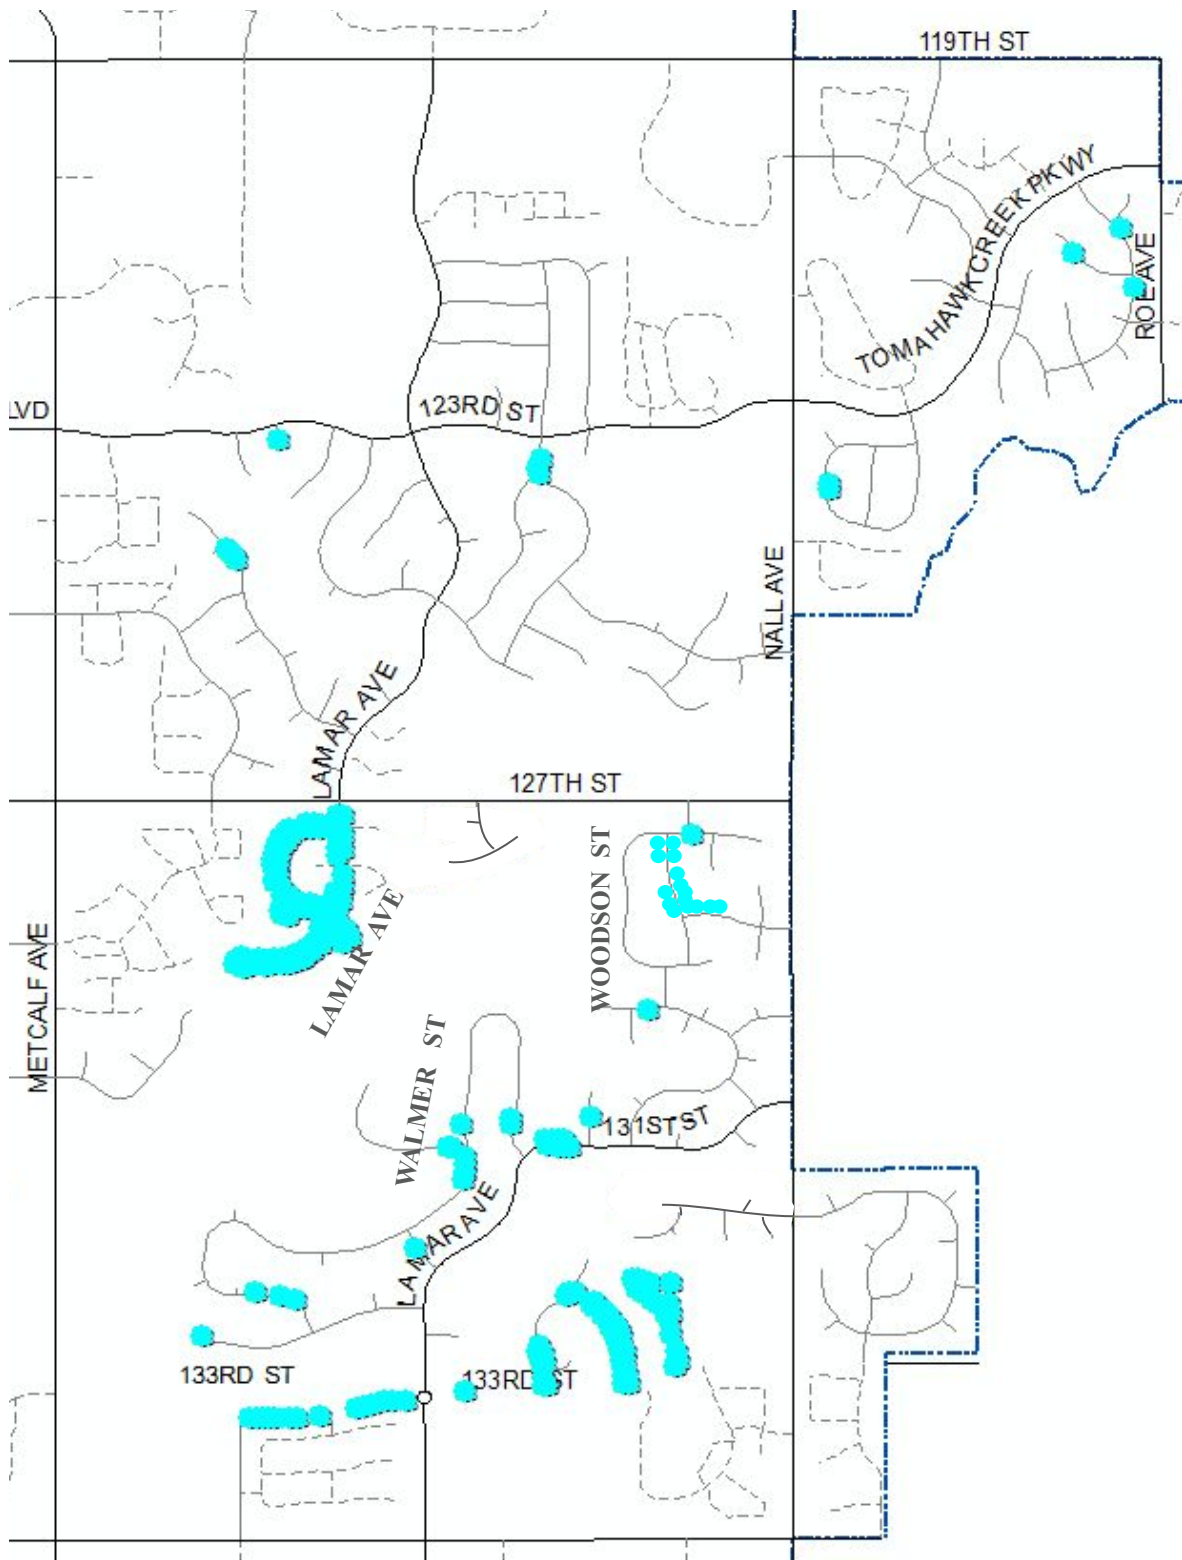 119TH ST
TOMAHAWKCREEK PKWY
ROE AVE
LVD
123RD ST
NALL AVE
LAMAR AVE
127TH ST
WOODSON ST
METCALF AVE
LAMAR AVE
WALMER ST
131ST ST
LAMAR AVE
133RD ST
133RD ST